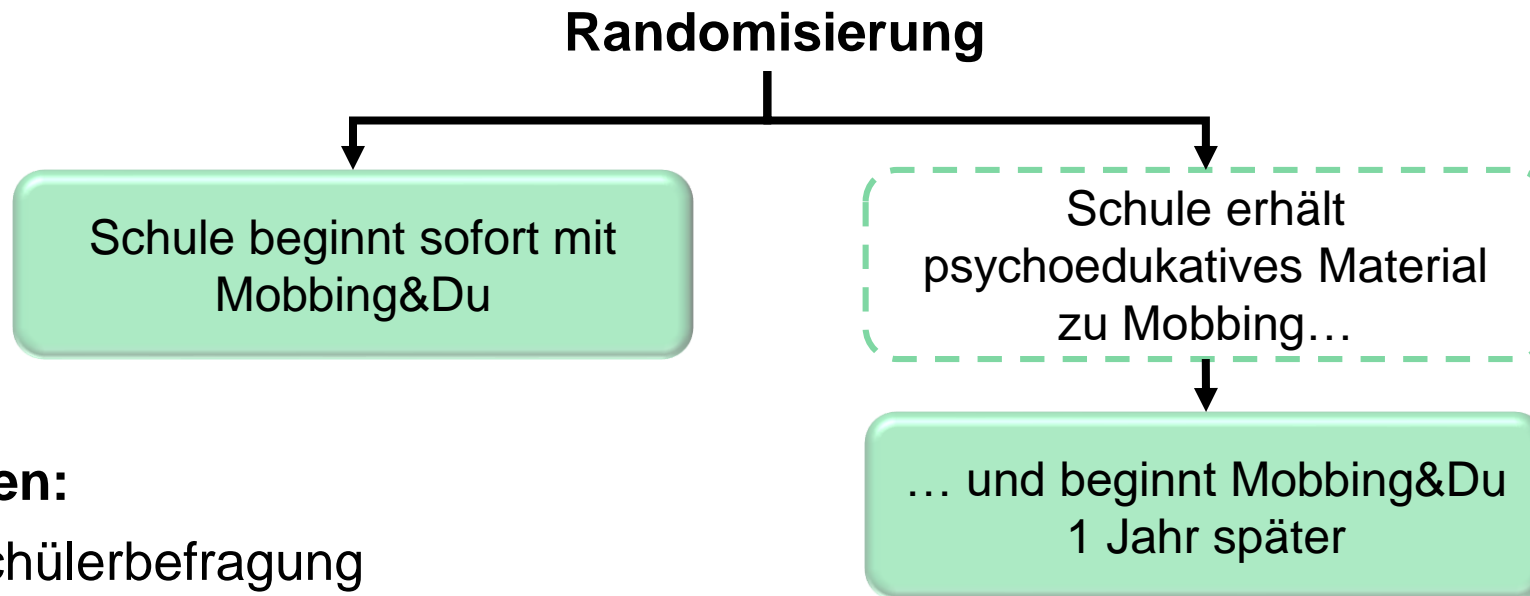 Randomisierung
Schule beginnt sofort mit
Mobbing&Du
Schule erhält
psychoedukatives Material
zu Mobbing…
… und beginnt Mobbing&Du
1 Jahr später
en:
chülerbefragung